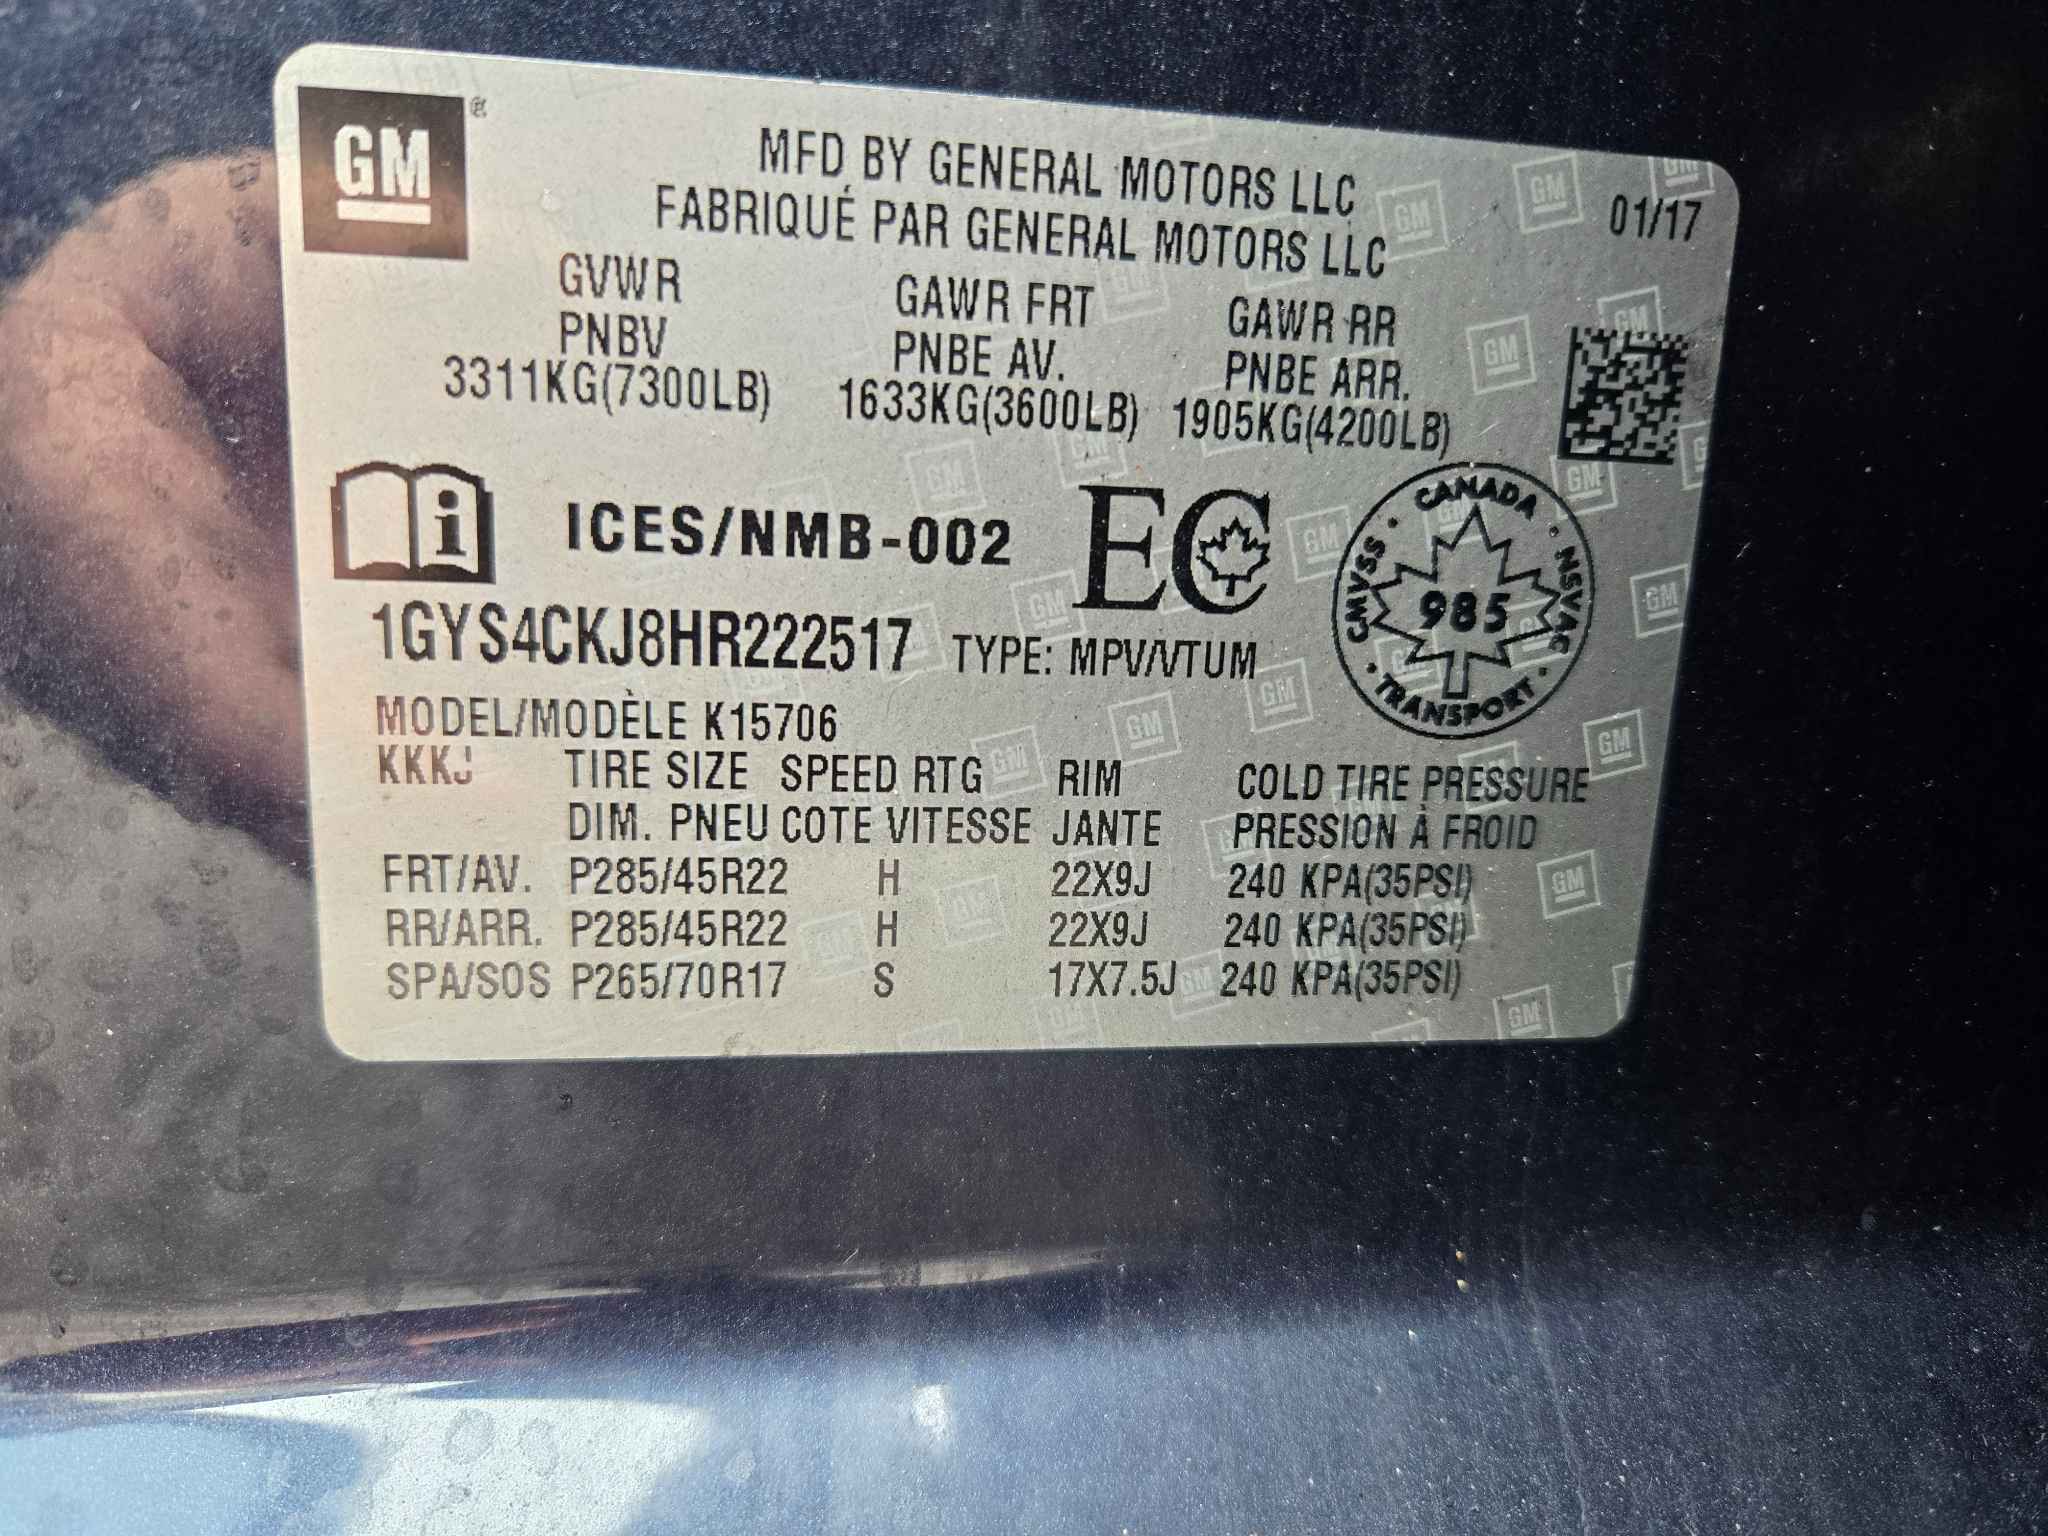 GM
MFD BY GENERAL MOTORS LLC
FABRIQUÉ PAR GENERAL MOTORS LLC
01/17
GVWR GAWR FRT GAWR RR
PNBV PNBE AV. PNBE ARR.
3311KG(7300LB) 1633KG(3600LB) 1905KG(4200LB)
i ICES/NMB-002 EC
CANADA · NSVAC · TRANSPORT · CMVSS ·
985
1GYS4CKJ8HR222517 TYPE: MPV/VTUM
MODEL/MODÈLE K15706
KKKJ TIRE SIZE SPEED RTG RIM COLD TIRE PRESSURE
DIM. PNEU COTE VITESSE JANTE PRESSION À FROID
FRT/AV. P285/45R22 H 22X9J 240 KPA(35PSI)
RR/ARR. P285/45R22 H 22X9J 240 KPA(35PSI)
SPA/SOS P265/70R17 S 17X7.5J 240 KPA(35PSI)